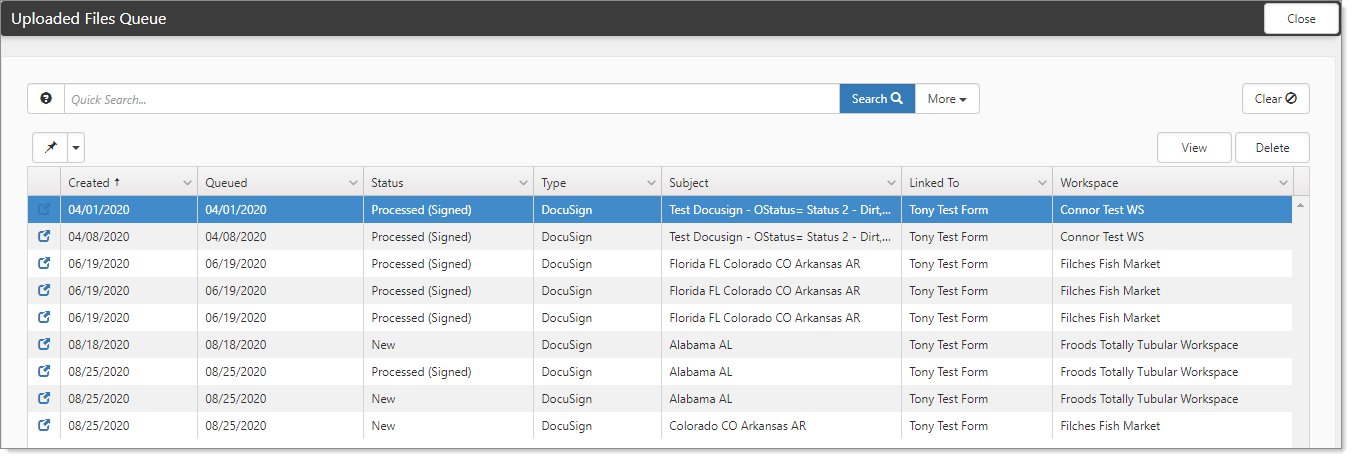 Uploaded Files Queue Close
Quick Search... Search More Clear
View Delete
Created Queued Status Type Subject Linked To Workspace
04/01/2020 04/01/2020 Processed (Signed) DocuSign Test Docusign - OStatus= Status 2 - Dirt,... Tony Test Form Connor Test WS
04/08/2020 04/08/2020 Processed (Signed) DocuSign Test Docusign - OStatus= Status 2 - Dirt,... Tony Test Form Connor Test WS
06/19/2020 06/19/2020 Processed (Signed) DocuSign Florida FL Colorado CO Arkansas AR Tony Test Form Filches Fish Market
06/19/2020 06/19/2020 Processed (Signed) DocuSign Florida FL Colorado CO Arkansas AR Tony Test Form Filches Fish Market
06/19/2020 06/19/2020 Processed (Signed) DocuSign Florida FL Colorado CO Arkansas AR Tony Test Form Filches Fish Market
08/18/2020 08/18/2020 New DocuSign Alabama AL Tony Test Form Froods Totally Tubular Workspace
08/25/2020 08/25/2020 Processed (Signed) DocuSign Alabama AL Tony Test Form Froods Totally Tubular Workspace
08/25/2020 08/25/2020 New DocuSign Alabama AL Tony Test Form Froods Totally Tubular Workspace
08/25/2020 08/25/2020 New DocuSign Colorado CO Arkansas AR Tony Test Form Filches Fish Market